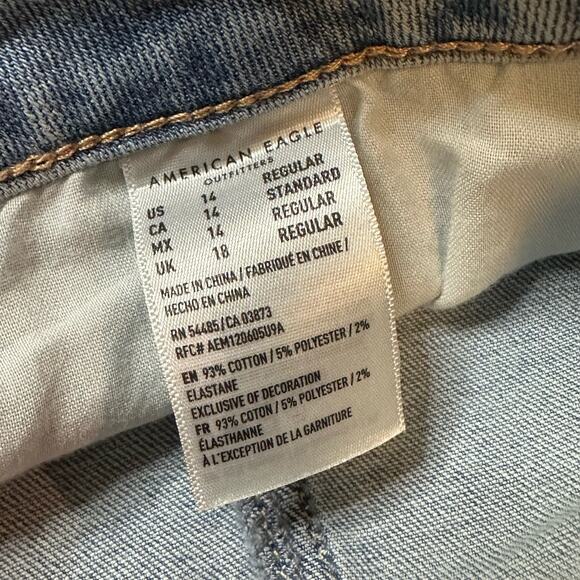 AMERICAN EAGLE
OUTFITTERS
US 14 REGULAR
CA 14 STANDARD
MX 14 REGULAR
UK 18 REGULAR
MADE IN CHINA / FABRIQUÉ EN CHINE /
HECHO EN CHINA
RN 54485 / CA 03873
RFC# AEM120605U9A
EN 93% COTTON / 5% POLYESTER / 2%
ELASTANE
EXCLUSIVE OF DECORATION
FR 93% COTON / 5% POLYESTER / 2%
ÉLASTHANNE
À L'EXCEPTION DE LA GARNITURE